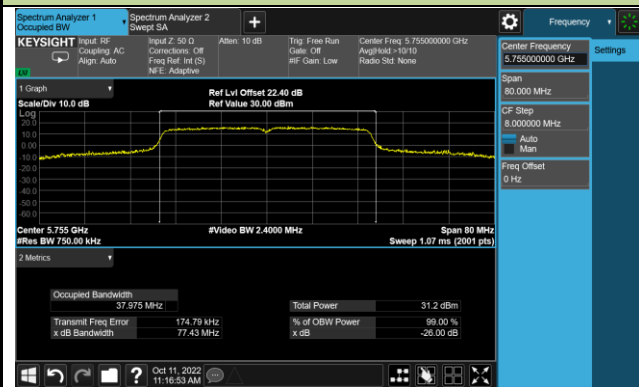 Spectrum Analyzer 1
Occupied BW
Spectrum Analyzer 2
Swept SA
Frequency
KEYSIGHT
Input: RF
Coupling: AC
Align: Auto
Input Z: 50 Ω
Corrections: Off
Freq Ref: Int (S)
NFE: Adaptive
Atten: 10 dB
Trig: Free Run
Gate: Off
#IF Gain: Low
Center Freq: 5.755000000 GHz
Avg|Hold:>10/10
Radio Std: None
Center Frequency
5.755000000 GHz
Settings
Span
80.000 MHz
CF Step
8.000000 MHz
Auto
Man
Freq Offset
0 Hz
1 Graph
Scale/Div 10.0 dB
Ref Lvl Offset 22.40 dB
Ref Value 30.00 dBm
Log
20.0
10.0
0.00
-10.0
-20.0
-30.0
-40.0
-50.0
-60.0
Center 5.755 GHz
#Video BW 2.4000 MHz
Span 80 MHz
#Res BW 750.00 kHz
Sweep 1.07 ms (2001 pts)
2 Metrics
Occupied Bandwidth
37.975 MHz
Total Power 31.2 dBm
Transmit Freq Error 174.79 kHz
% of OBW Power 99.00 %
x dB Bandwidth 77.43 MHz
x dB -26.00 dB
Oct 11, 2022
11:16:53 AM